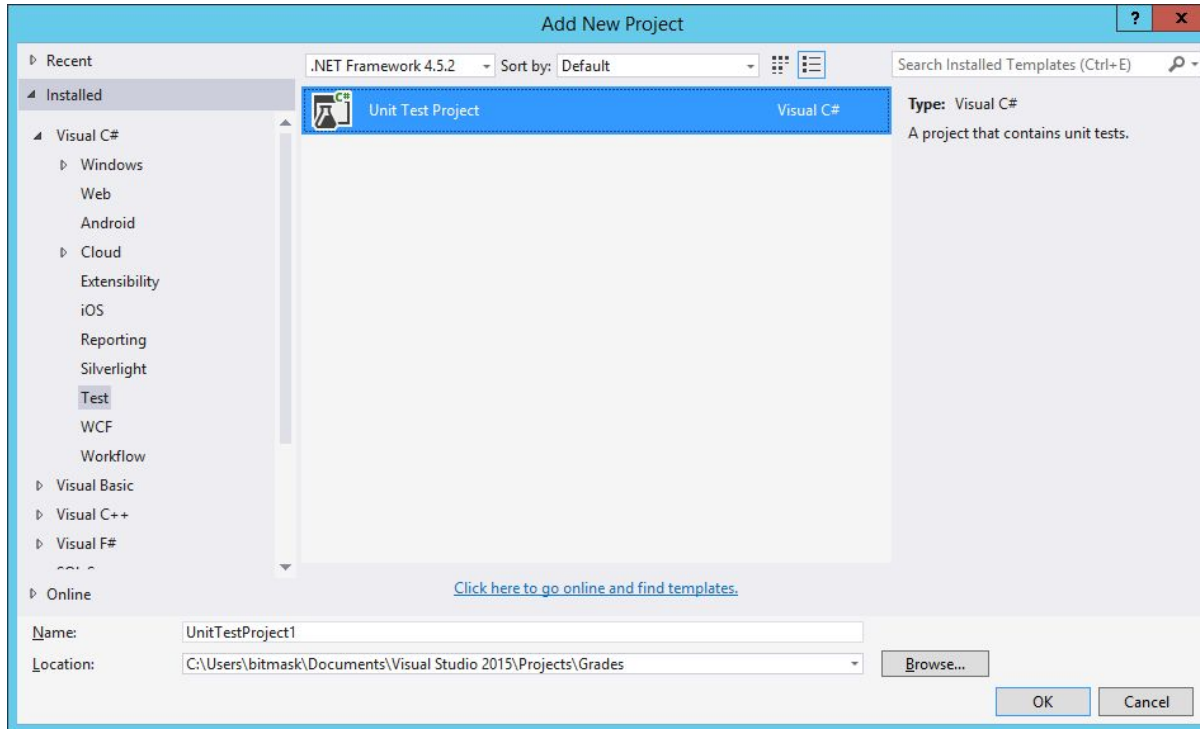 Add New Project
? x
Recent
.NET Framework 4.5.2 Sort by: Default
Search Installed Templates (Ctrl+E)
Installed
Visual C#
Windows
Web
Android
Cloud
Extensibility
iOS
Reporting
Silverlight
Test
WCF
Workflow
Visual Basic
Visual C++
Visual F#
Online
C#
Unit Test Project Visual C#
Type: Visual C#
A project that contains unit tests.
Click here to go online and find templates.
Name: UnitTestProject1
Location: C:\Users\bitmask\Documents\Visual Studio 2015\Projects\Grades
Browse...
OK Cancel